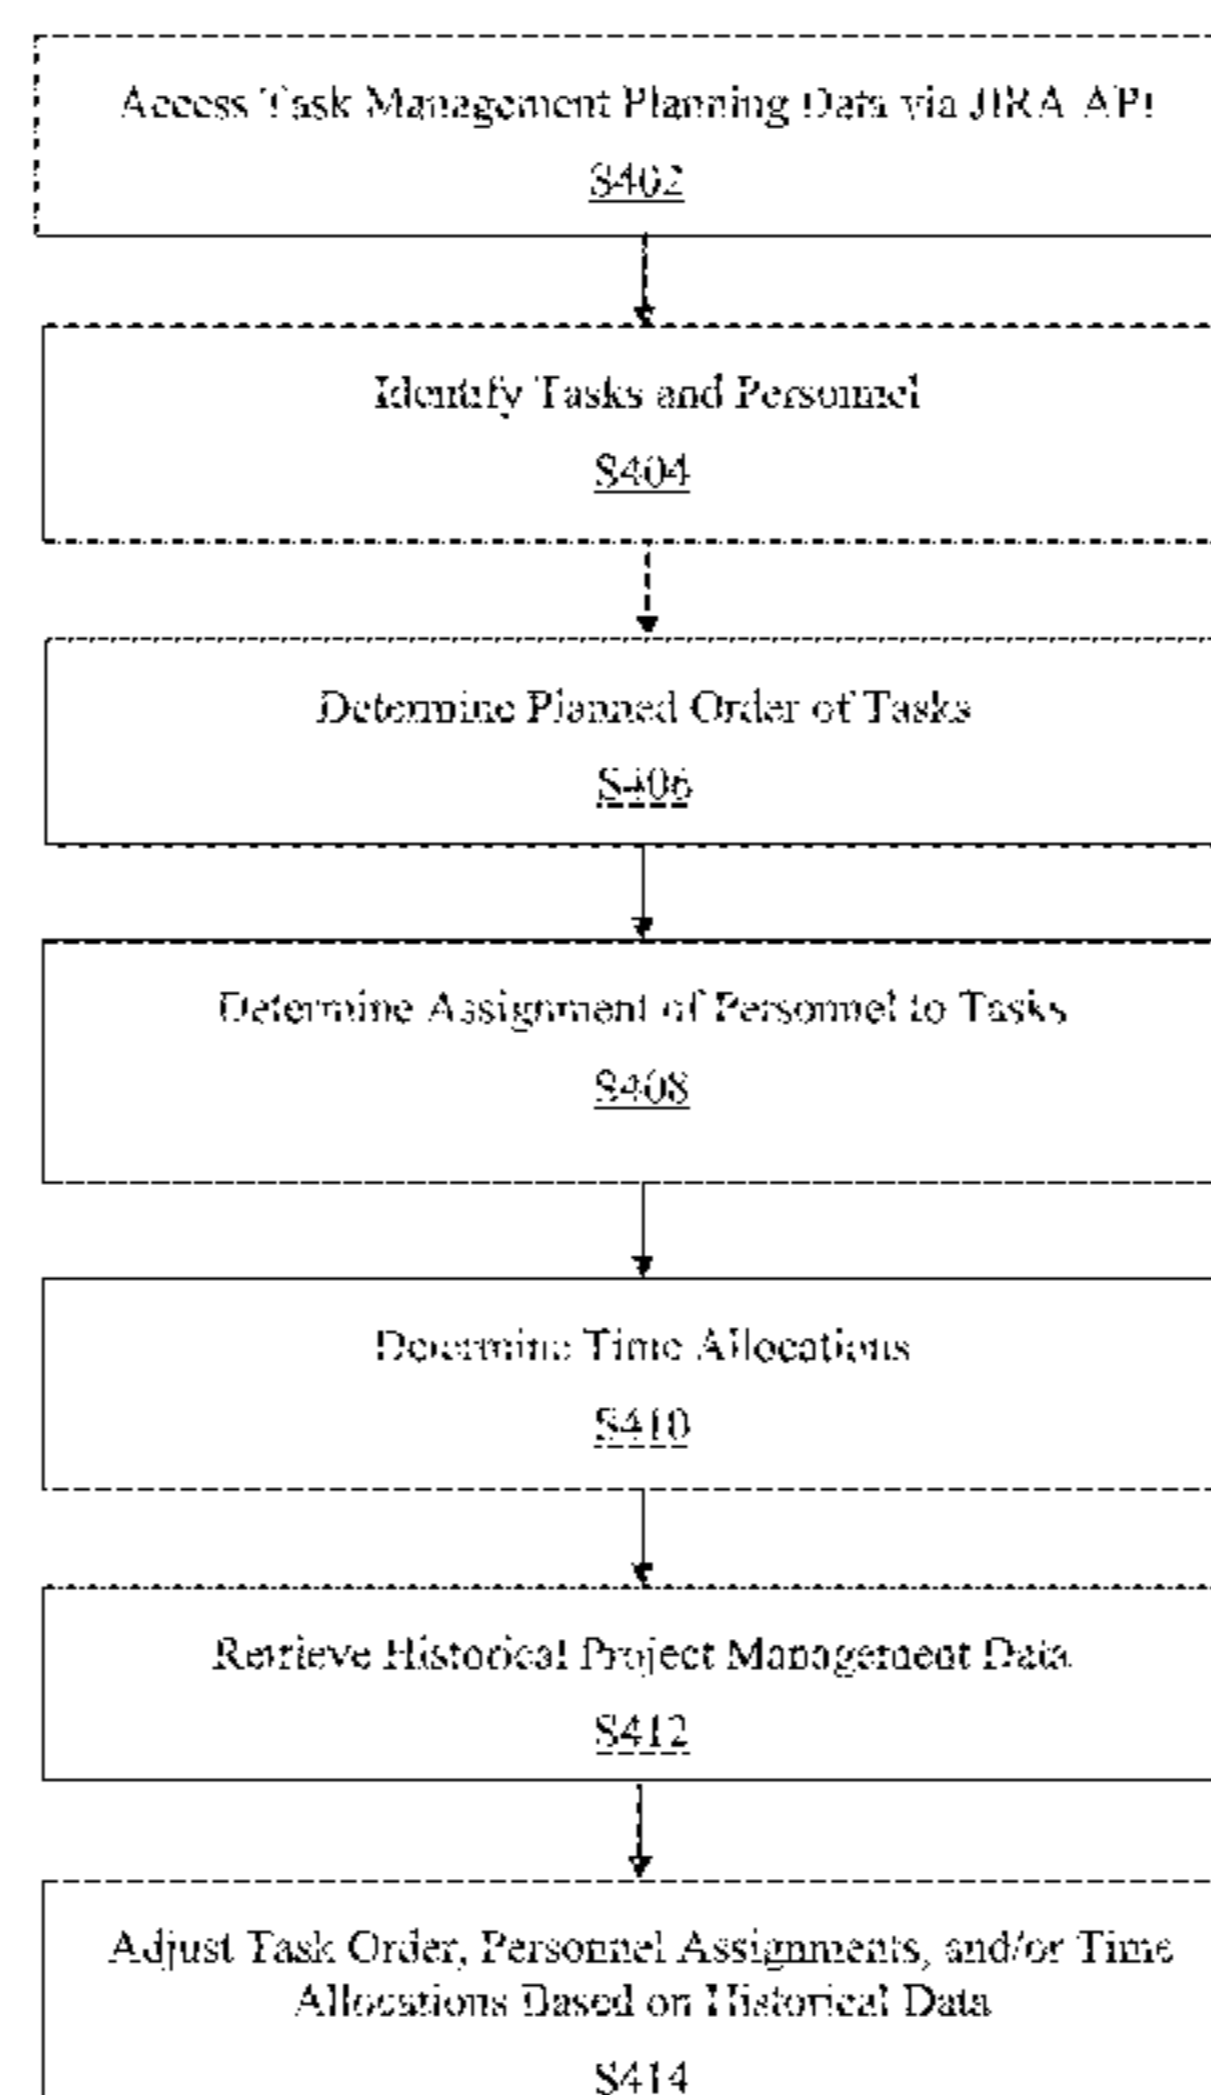 Access Task Management Planning Data via JIRA API
S402
Identify Tasks and Personnel
S404
Determine Planned Order of Tasks
S406
Determine Assignment of Personnel to Tasks
S408
Determine Time Allocations
S410
Retrieve Historical Project Management Data
S412
Adjust Task Order, Personnel Assignments, and/or Time
Allocations Based on Historical Data
S414